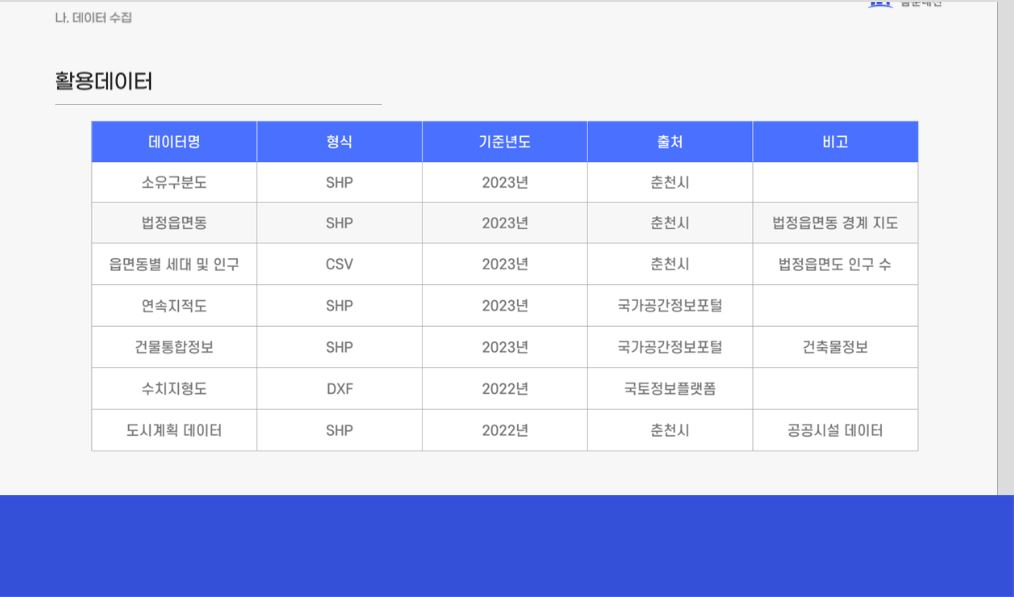 나. 데이터 수집
활용데이터
데이터명 형식 기준년도 출처 비고
소유구분도 SHP 2023년 춘천시
법정읍면동 SHP 2023년 춘천시 법정읍면동 경계 지도
읍면동별 세대 및 인구 CSV 2023년 춘천시 법정읍면도 인구 수
연속지적도 SHP 2023년 국가공간정보포털
건물통합정보 SHP 2023년 국가공간정보포털 건축물정보
수치지형도 DXF 2022년 국토정보플랫폼
도시계획 데이터 SHP 2022년 춘천시 공공시설 데이터